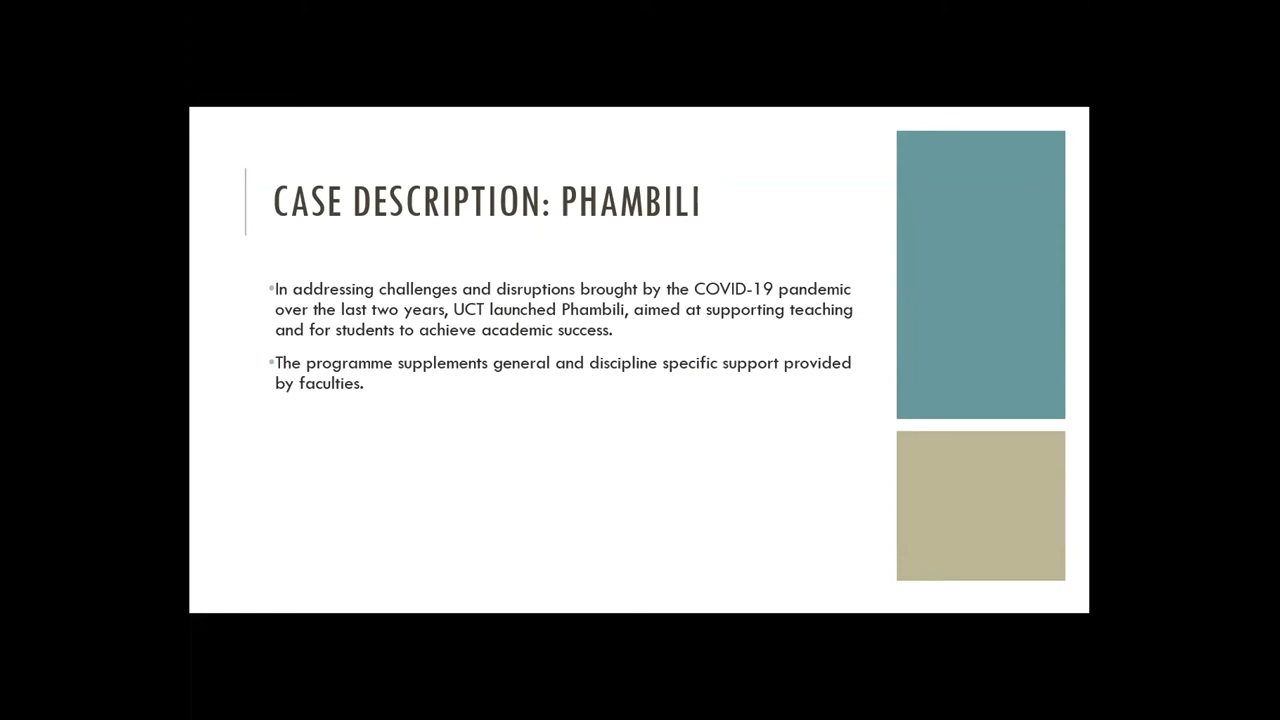 CASE DESCRIPTION: PHAMBILI
•In addressing challenges and disruptions brought by the COVID-19 pandemic
over the last two years, UCT launched Phambili, aimed at supporting teaching
and for students to achieve academic success.
•The programme supplements general and discipline specific support provided
by faculties.